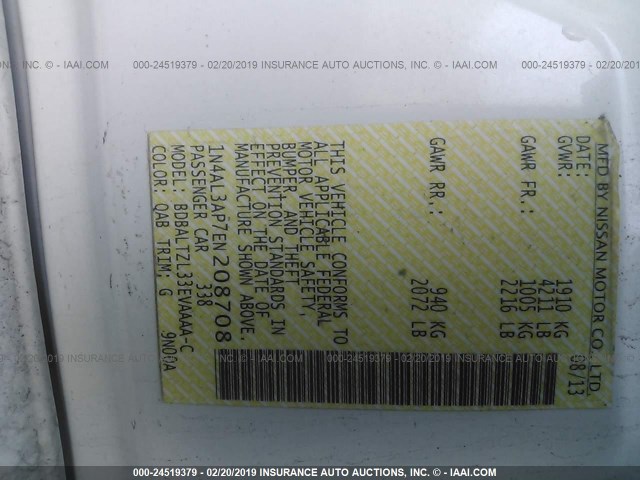 000-24519379 - 02/20/2019 INSURANCE AUTO AUCTIONS, INC. - © - IAAI.COM
MFD BY NISSAN MOTOR CO., LTD.
DATE: 08/13
GVWR: 1910 KG
4211 LB
GAWR FR.: 1005 KG
2216 LB
GAWR RR.: 940 KG
2072 LB
THIS VEHICLE CONFORMS TO
ALL APPLICABLE FEDERAL
MOTOR VEHICLE SAFETY,
BUMPER AND THEFT
PREVENTION STANDARDS IN
EFFECT ON THE DATE OF
MANUFACTURE SHOWN ABOVE.
1N4AL3AP7EN208708
PASSENGER CAR 338
MODEL: BDBALTZL33EVAAAA-C
COLOR: QAB TRIM; G 9N00A
000-24519379 - 02/20/2019 INSURANCE AUTO AUCTIONS, INC. - © - IAAI.COM